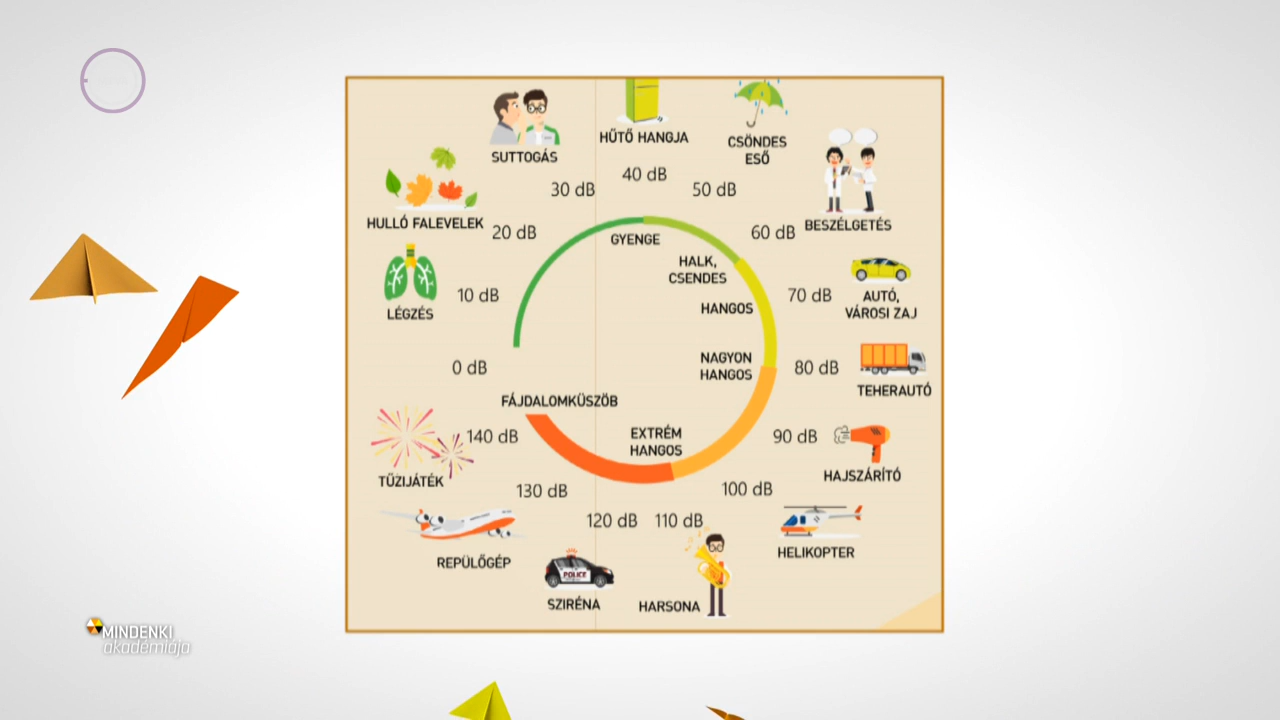 SUTTOGÁS
HŰTŐ HANGJA
CSÖNDES
ESŐ
30 dB
40 dB
50 dB
HULLÓ FALEVELEK
20 dB
60 dB
BESZÉLGETÉS
GYENGE
HALK,
CSENDES
10 dB
LÉGZÉS
HANGOS
70 dB
AUTÓ,
VÁROSI ZAJ
0 dB
NAGYON
HANGOS
80 dB
TEHERAUTÓ
FÁJDALOMKÜSZÖB
140 dB
EXTRÉM
HANGOS
90 dB
TŰZIJÁTÉK
HAJSZÁRÍTÓ
130 dB
100 dB
120 dB
110 dB
REPÜLŐGÉP
HELIKOPTER
POLICE
SZIRÉNA
HARSONA
MINDENKI
akadémiája